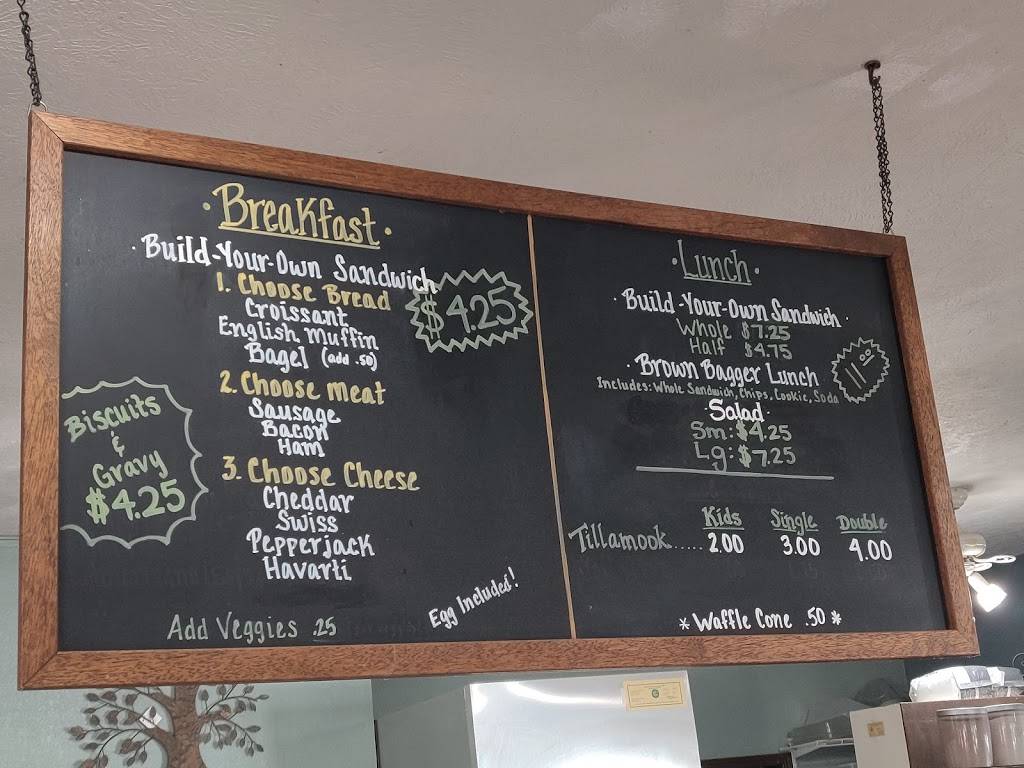 ·Breakfast·
·Build-Your-Own Sandwich
$4.25
1. Choose Bread
Croissant
English Muffin
Bagel (add .50)
2. Choose Meat
Sausage
Bacon
Ham
3. Choose Cheese
Cheddar
Swiss
Pepperjack
Havarti
Biscuits
&
Gravy
$4.25
Add Veggies .25
Egg Included!
·Lunch·
·Build-Your-Own Sandwich·
Whole $7.25
Half $4.75
·Brown Bagger Lunch
11.00
Includes: Whole Sandwich, Chips, Cookie, Soda
·Salad·
Sm: $4.25
Lg: $7.25
Kids Single Double
Tillamook..... 2.00 3.00 4.00
*Waffle Cone .50*